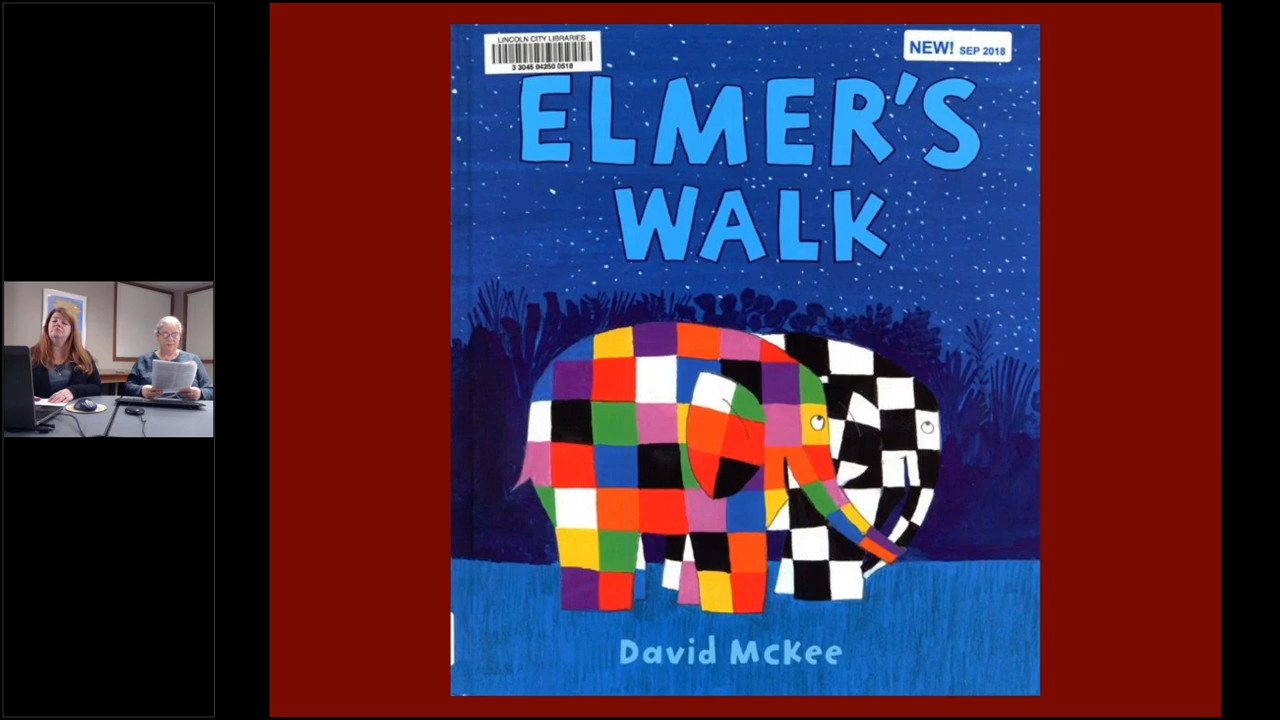 LINCOLN CITY LIBRARIES
3 3045 04250 0518
NEW! SEP 2018
ELMER'S
WALK
David McKee